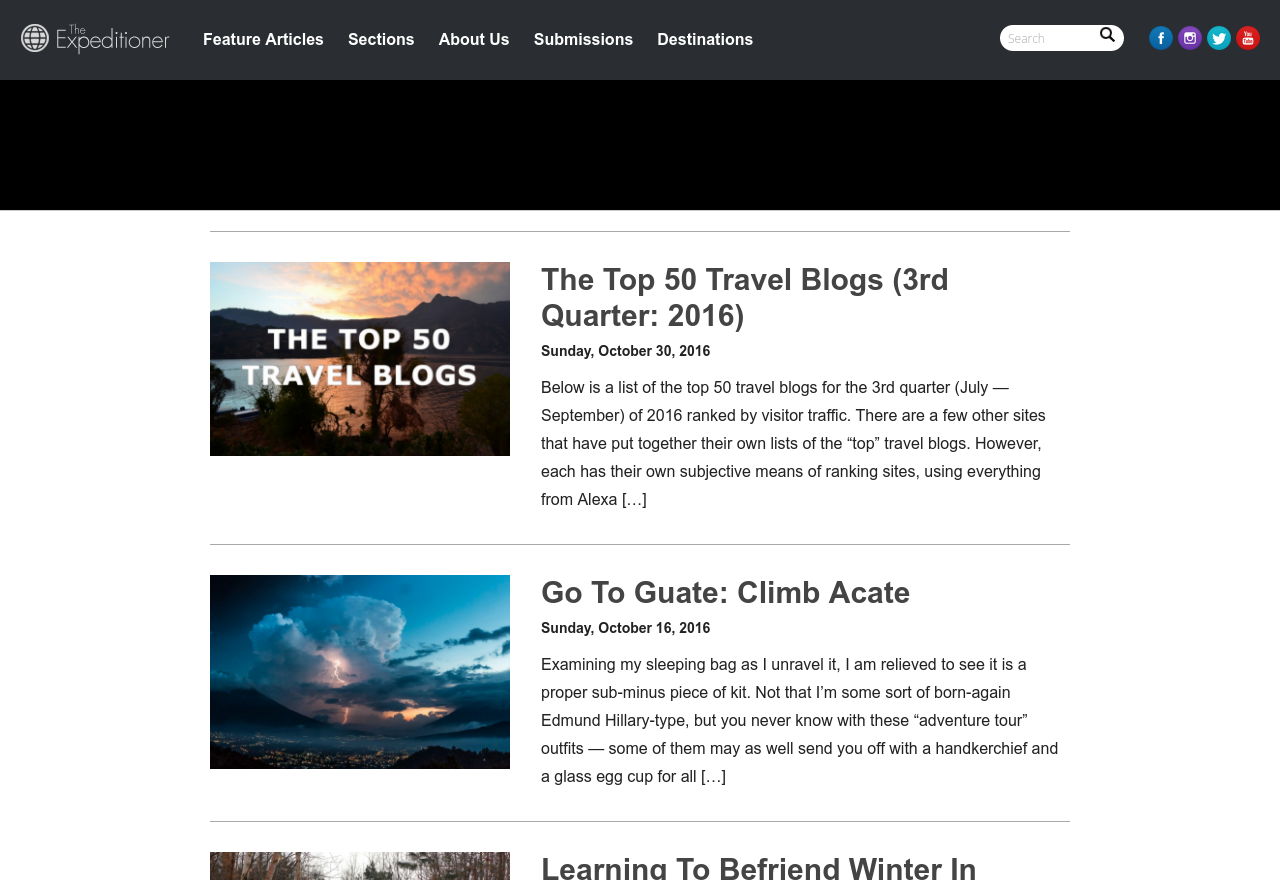 The Expeditioner
Feature Articles
Sections
About Us
Submissions
Destinations
Search
THE TOP 50
TRAVEL BLOGS
The Top 50 Travel Blogs (3rd
Quarter: 2016)
Sunday, October 30, 2016
Below is a list of the top 50 travel blogs for the 3rd quarter (July —
September) of 2016 ranked by visitor traffic. There are a few other sites
that have put together their own lists of the “top” travel blogs. However,
each has their own subjective means of ranking sites, using everything
from Alexa […]
Go To Guate: Climb Acate
Sunday, October 16, 2016
Examining my sleeping bag as I unravel it, I am relieved to see it is a
proper sub-minus piece of kit. Not that I’m some sort of born-again
Edmund Hillary-type, but you never know with these “adventure tour”
outfits — some of them may as well send you off with a handkerchief and
a glass egg cup for all […]
Learning To Befriend Winter In